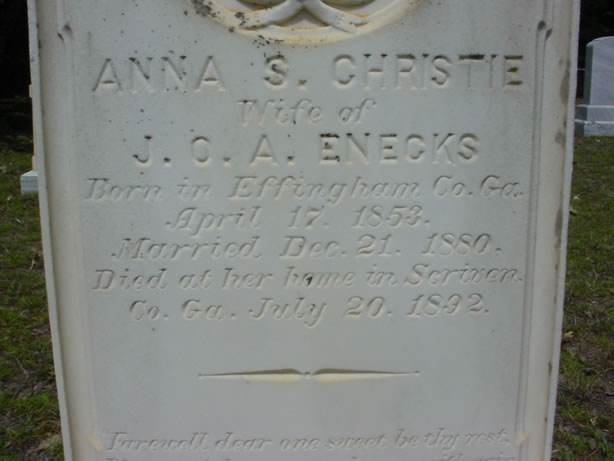 ANNA S. CHRISTIE
Wife of
J. C. A. ENECKS
Born in Effingham Co. Ga.
April 17. 1853.
Married Dec. 21. 1880.
Died at her home in Scriven.
Co. Ga. July 20. 1892.
Farewell dear one sweet be thy rest.